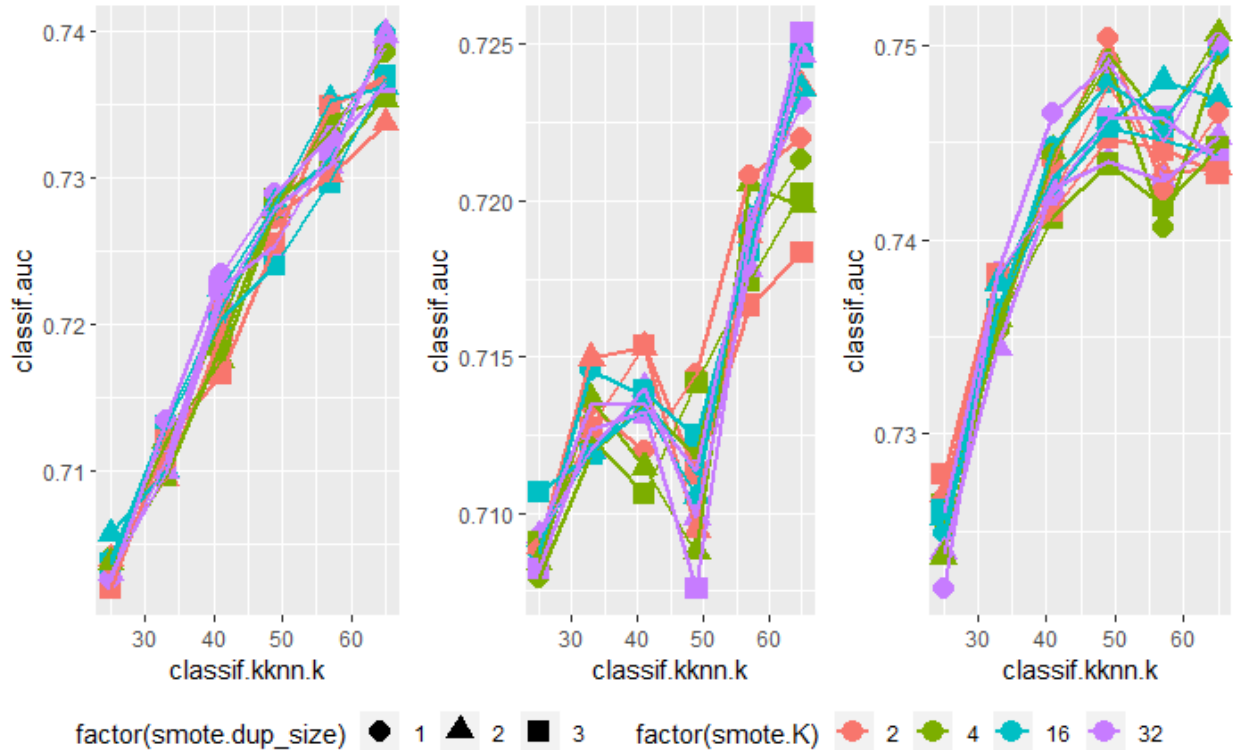 0.74
0.73
0.72
0.71
classif.auc
30 40 50 60
classif.kknn.k
0.725
0.720
0.715
0.710
classif.auc
30 40 50 60
classif.kknn.k
0.75
0.74
0.73
classif.auc
30 40 50 60
classif.kknn.k
factor(smote.dup_size) 1 2 3 factor(smote.K) 2 4 16 32